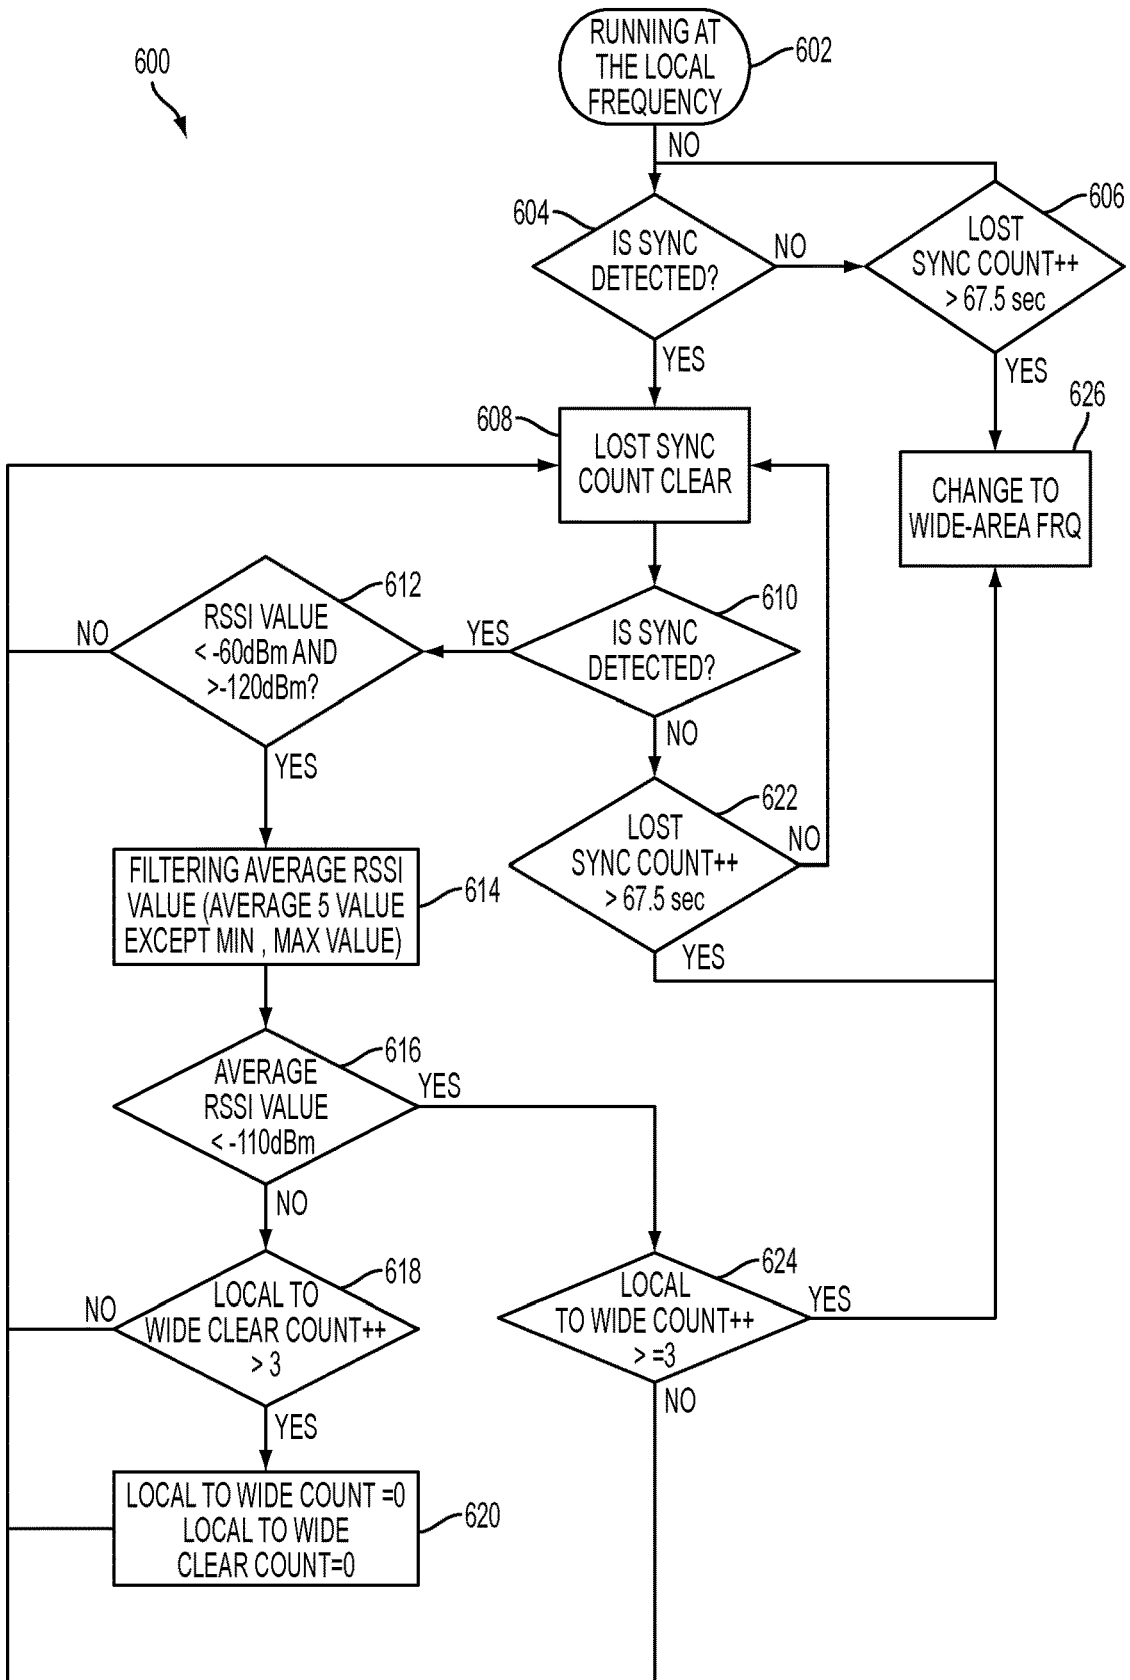 600
RUNNING AT
THE LOCAL
FREQUENCY
602
NO
604
IS SYNC
DETECTED?
NO
606
LOST
SYNC COUNT++
> 67.5 sec
YES
YES
608
LOST SYNC
COUNT CLEAR
626
CHANGE TO
WIDE-AREA FRQ
612
RSSI VALUE
< -60dBm AND
>-120dBm?
NO
YES
610
IS SYNC
DETECTED?
YES
NO
622
LOST
SYNC COUNT++
> 67.5 sec
NO
YES
FILTERING AVERAGE RSSI
VALUE (AVERAGE 5 VALUE
EXCEPT MIN , MAX VALUE)
614
616
AVERAGE
RSSI VALUE
< -110dBm
YES
NO
618
LOCAL TO
WIDE CLEAR COUNT++
> 3
NO
YES
624
LOCAL
TO WIDE COUNT++
> =3
YES
NO
LOCAL TO WIDE COUNT =0
LOCAL TO WIDE
CLEAR COUNT=0
620